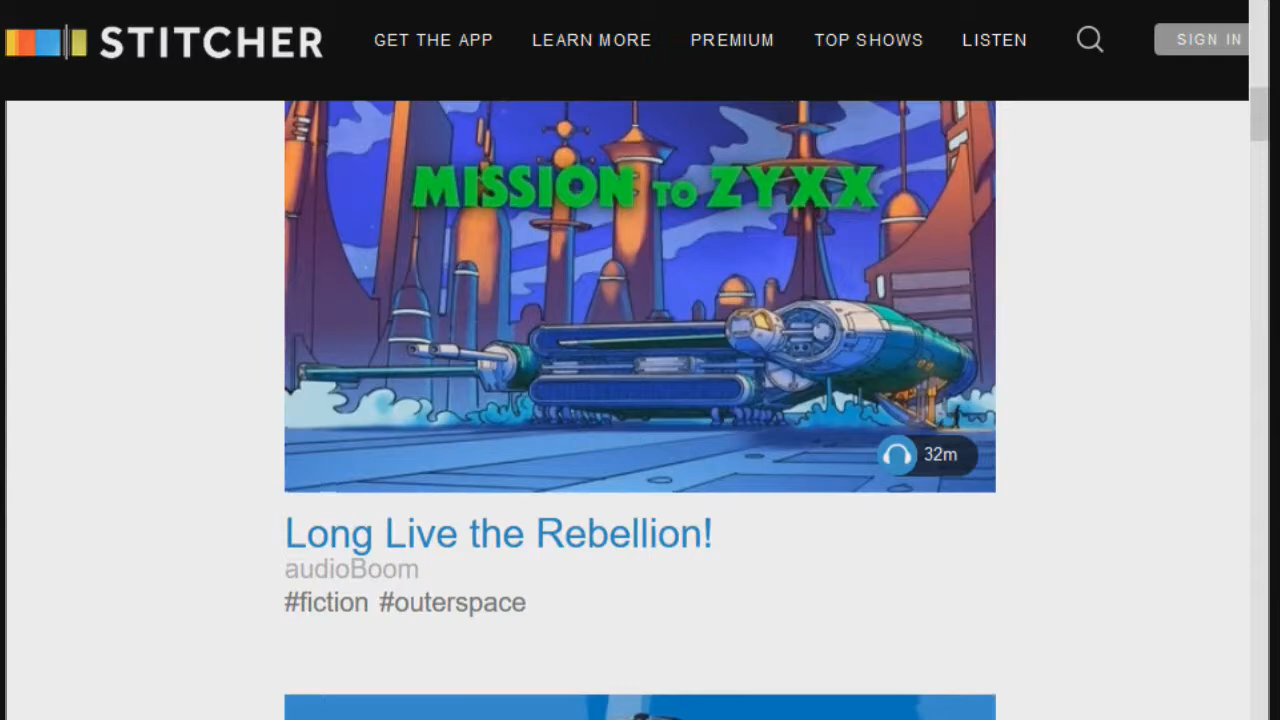 STITCHER GET THE APP LEARN MORE PREMIUM TOP SHOWS LISTEN SIGN IN
MISSION TO ZYXX
32m
Long Live the Rebellion!
audioBoom
#fiction #outerspace